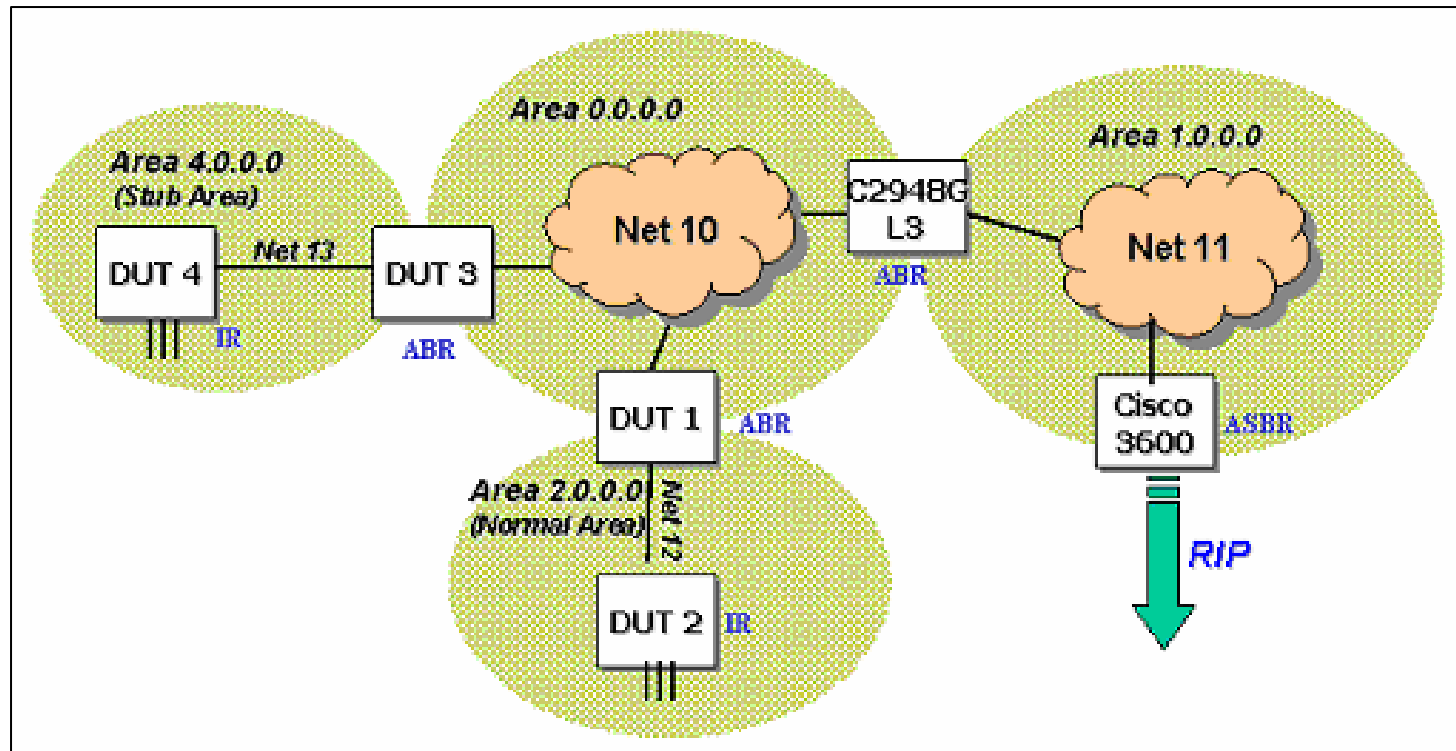 Area 0.0.0.0
Area 1.0.0.0
Area 4.0.0.0
(Stub Area)
C2948G
L3
Net 10
Net 11
Net 13
DUT 4
DUT 3
ABR
IR
ABR
DUT 1
ABR
Cisco
3600
ASBR
Area 2.0.0.0
(Normal Area)
Net 12
RIP
DUT 2
IR